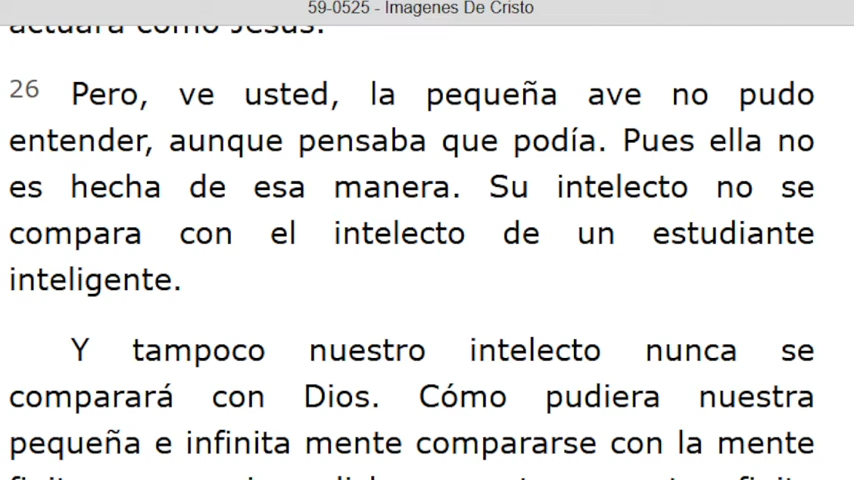 59-0525 - Imagenes De Cristo
actuará como Jesús.
26 Pero, ve usted, la pequeña ave no pudo
entender, aunque pensaba que podía. Pues ella no
es hecha de esa manera. Su intelecto no se
compara con el intelecto de un estudiante
inteligente.
Y tampoco nuestro intelecto nunca se
comparará con Dios. Cómo pudiera nuestra
pequeña e infinita mente compararse con la mente